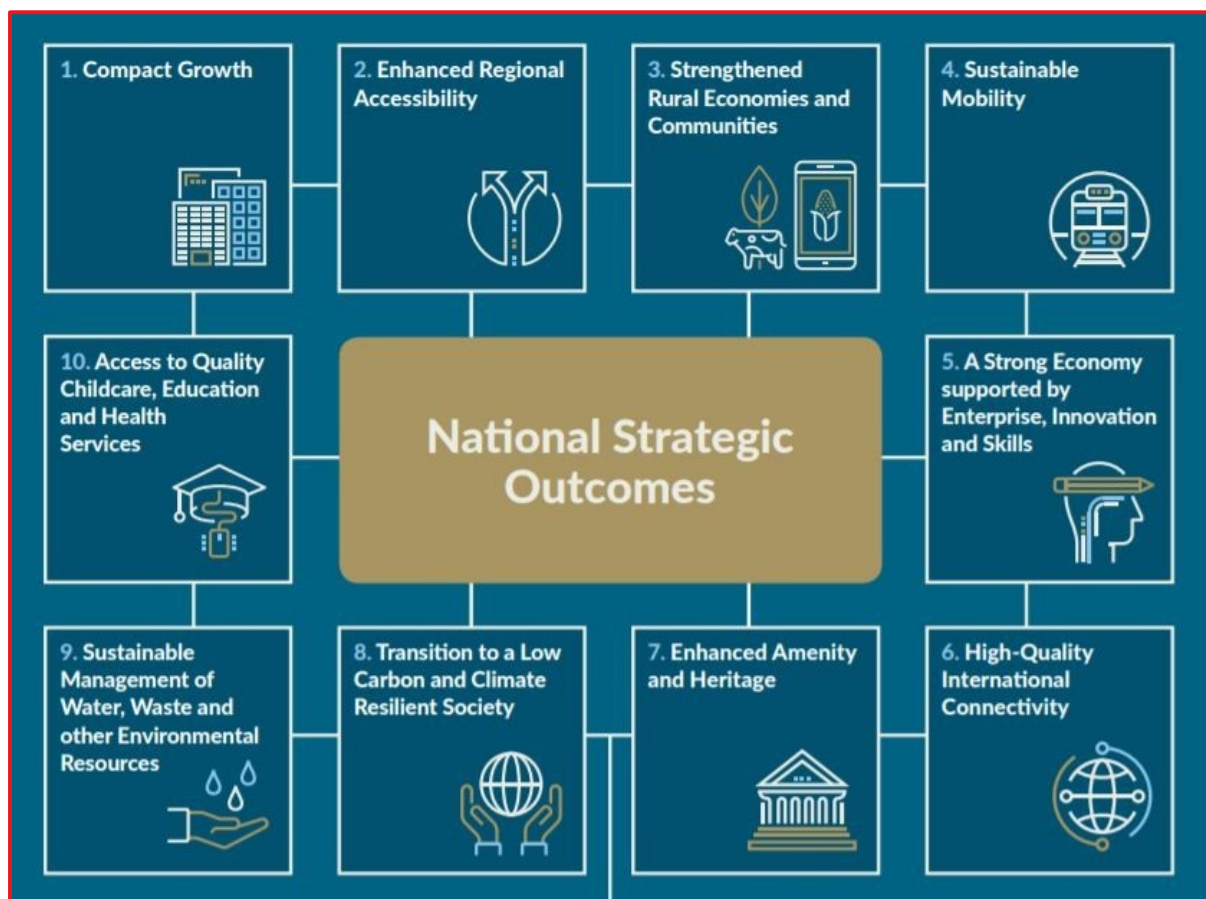 1. Compact Growth
2. Enhanced Regional
Accessibility
3. Strengthened
Rural Economies and
Communities
4. Sustainable
Mobility
10. Access to Quality
Childcare, Education
and Health
Services
National Strategic
Outcomes
5. A Strong Economy
supported by
Enterprise, Innovation
and Skills
9. Sustainable
Management of
Water, Waste and
other Environmental
Resources
8. Transition to a Low
Carbon and Climate
Resilient Society
7. Enhanced Amenity
and Heritage
6. High-Quality
International
Connectivity